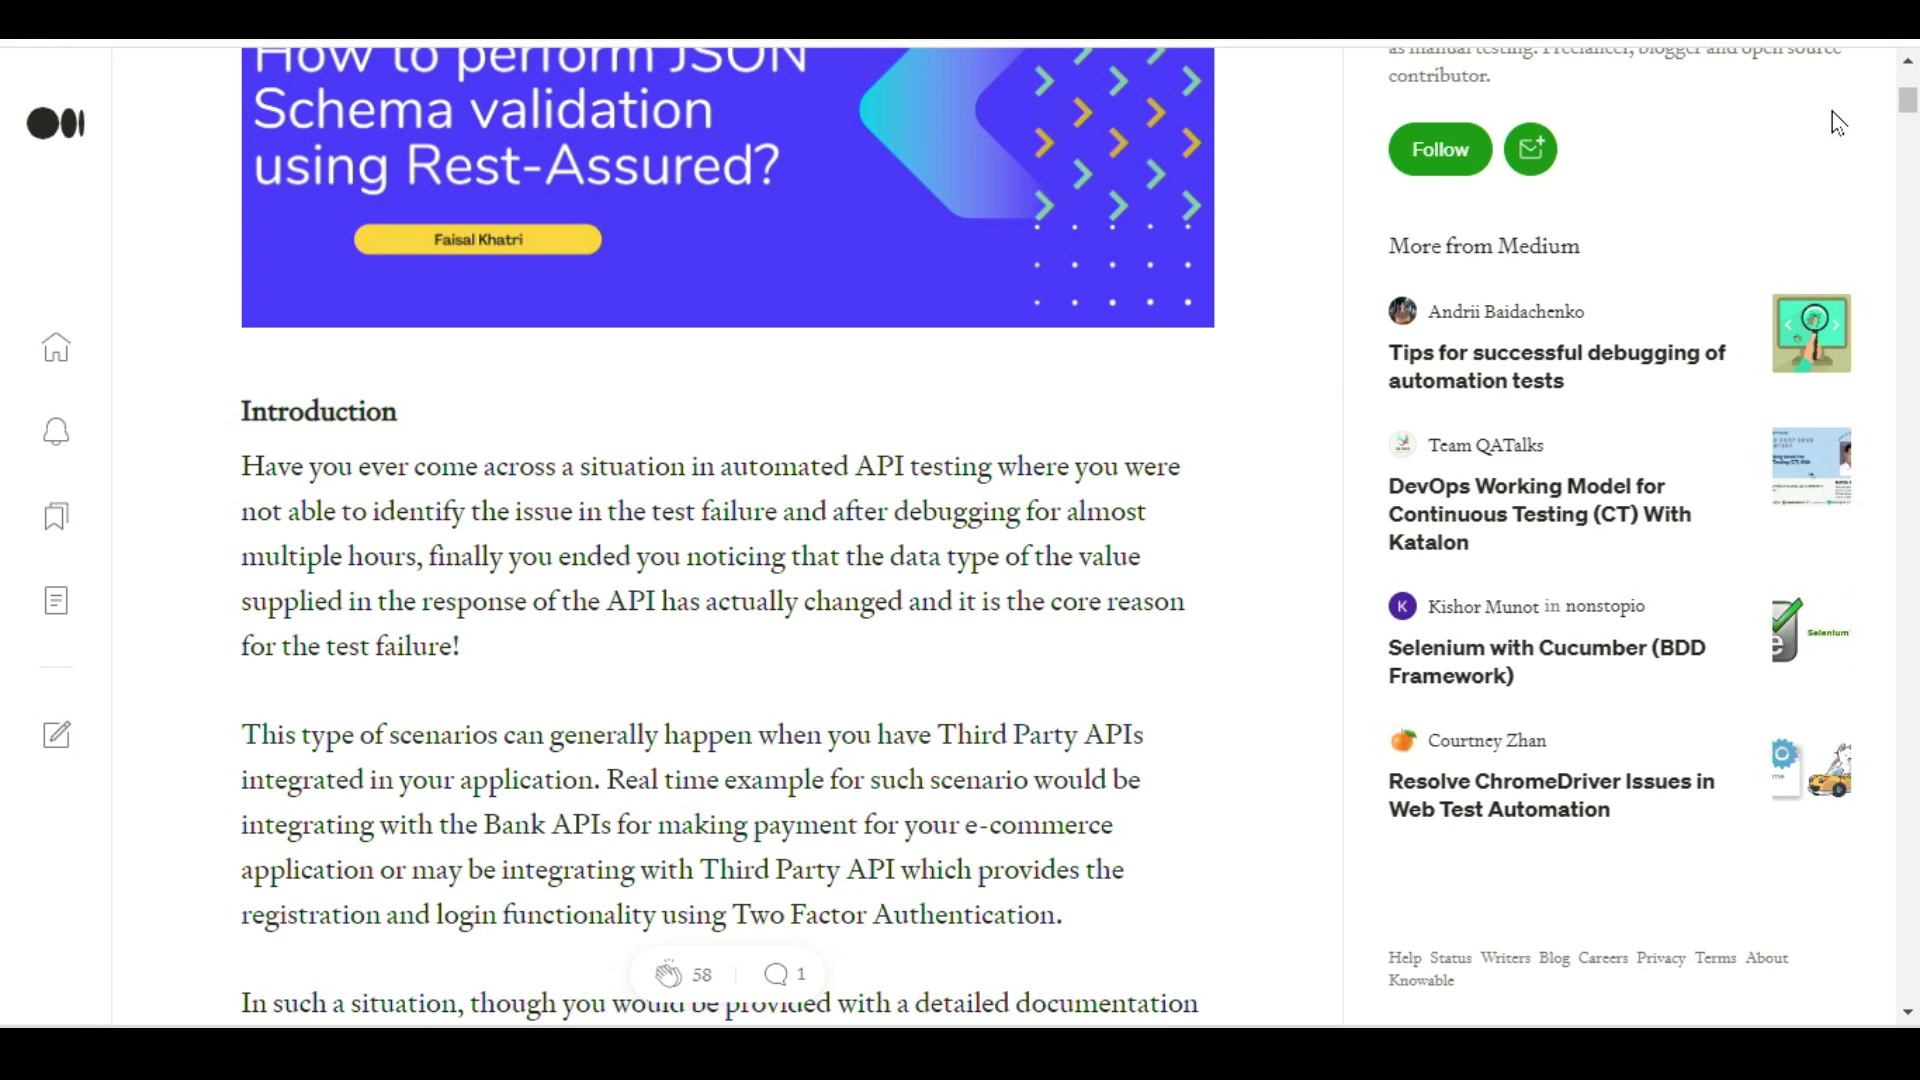 How to perform JSON
Schema validation
using Rest-Assured?
Faisal Khatri
Introduction
Have you ever come across a situation in automated API testing where you were
not able to identify the issue in the test failure and after debugging for almost
multiple hours, finally you ended you noticing that the data type of the value
supplied in the response of the API has actually changed and it is the core reason
for the test failure!
This type of scenarios can generally happen when you have Third Party APIs
integrated in your application. Real time example for such scenario would be
integrating with the Bank APIs for making payment for your e-commerce
application or may be integrating with Third Party API which provides the
registration and login functionality using Two Factor Authentication.
58
1
In such a situation, though you would be provided with a detailed documentation
as manual testing. Freelancer, blogger and open source
contributor.
Follow
More from Medium
Andrii Baidachenko
Tips for successful debugging of
automation tests
Team QATalks
DevOps Working Model for
Continuous Testing (CT) With
Katalon
K
Kishor Munot in nonstopio
Selenium with Cucumber (BDD
Framework)
Selenium
Courtney Zhan
Resolve ChromeDriver Issues in
Web Test Automation
Help Status Writers Blog Careers Privacy Terms About
Knowable